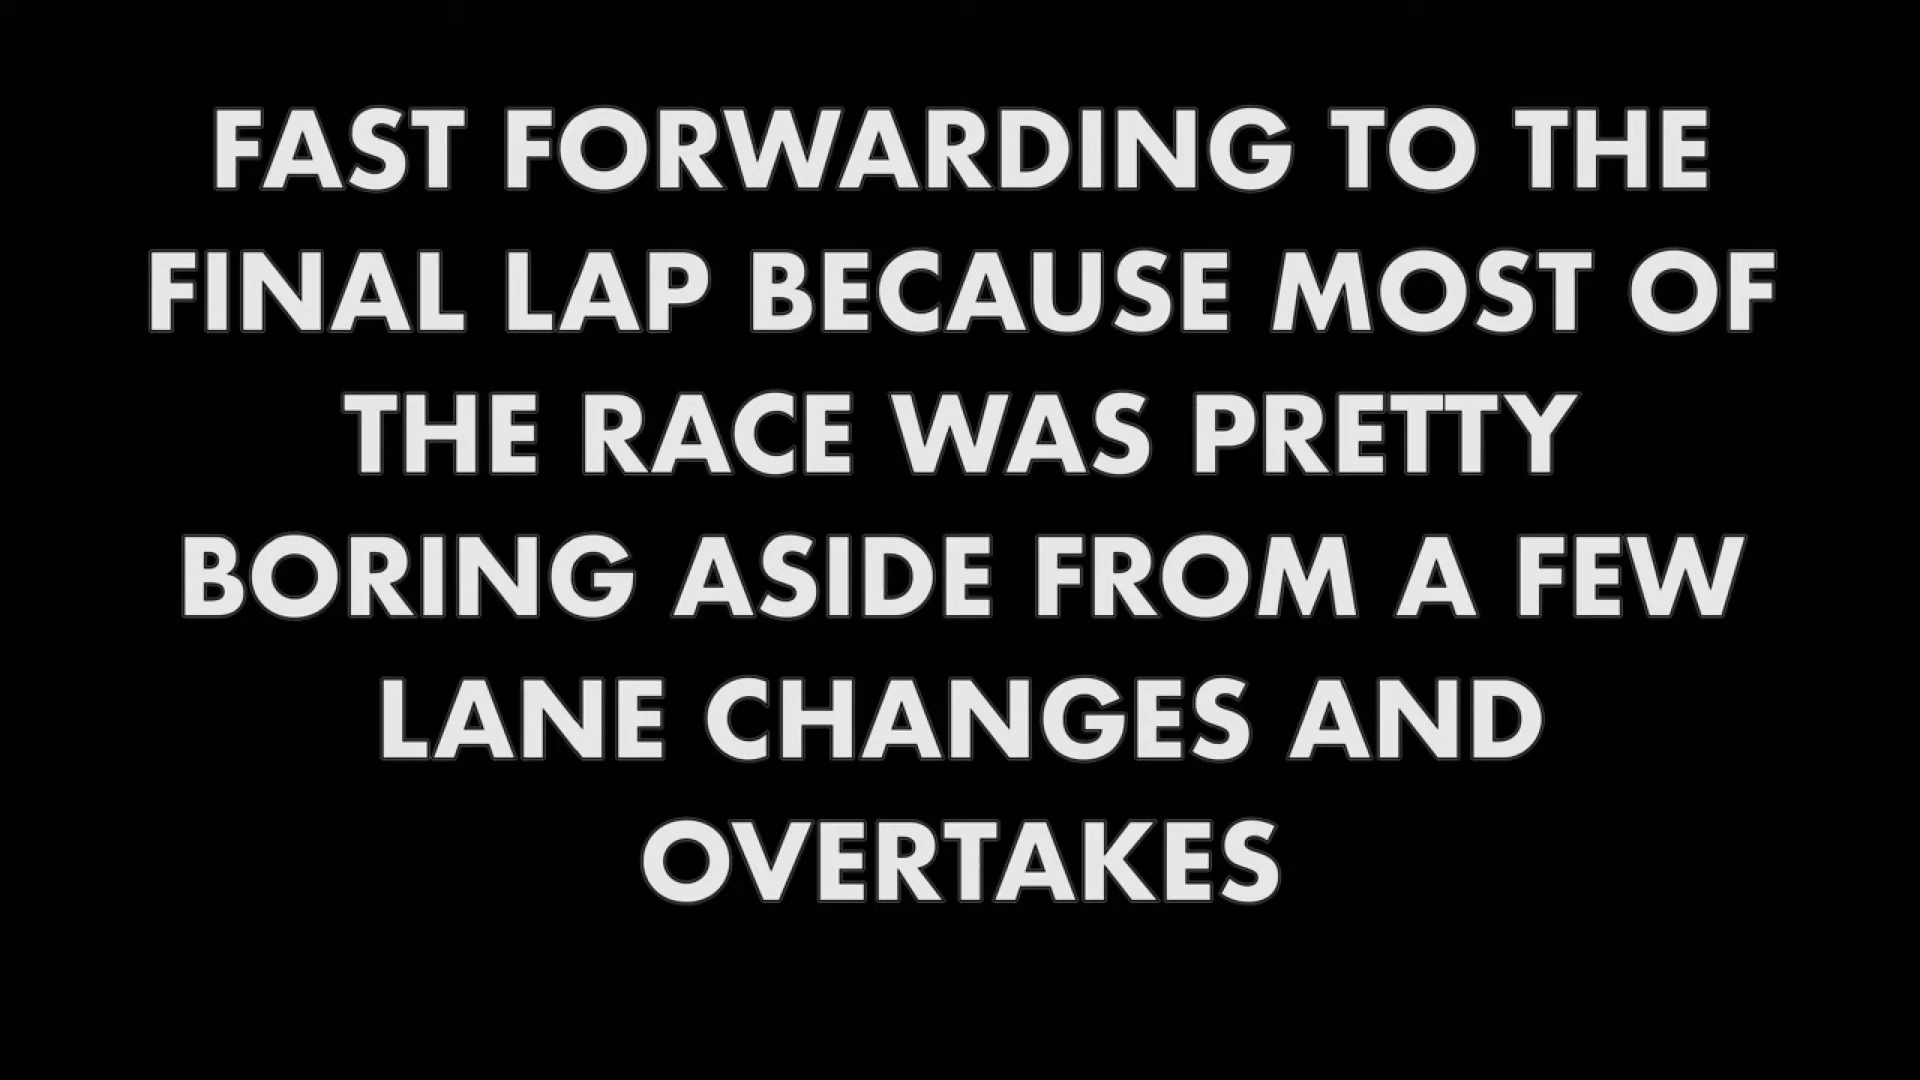 FAST FORWARDING TO THE
FINAL LAP BECAUSE MOST OF
THE RACE WAS PRETTY
BORING ASIDE FROM A FEW
LANE CHANGES AND
OVERTAKES